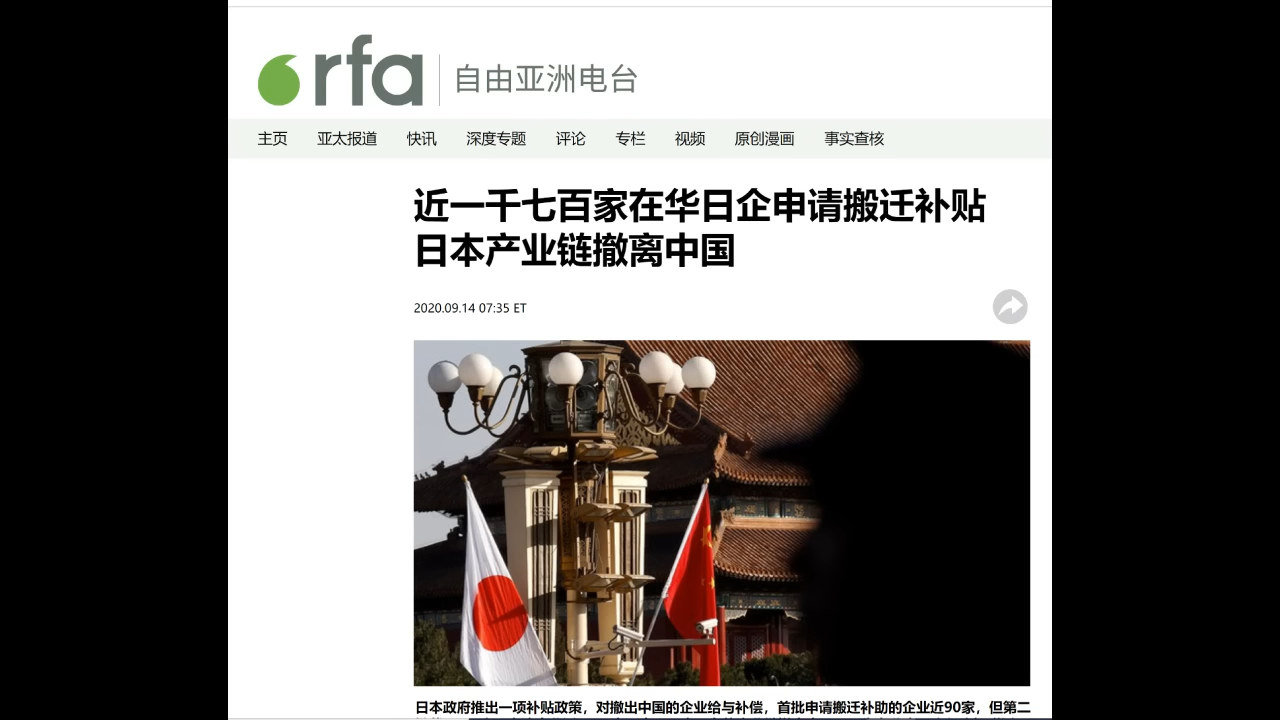 rfa 自由亚洲电台
主页 亚太报道 快讯 深度专题 评论 专栏 视频 原创漫画 事实查核
近一千七百家在华日企申请搬迁补贴
日本产业链撤离中国
2020.09.14 07:35 ET
日本政府推出一项补贴政策，对撤出中国的企业给与补偿，首批申请搬迁补助的企业近90家，但第二